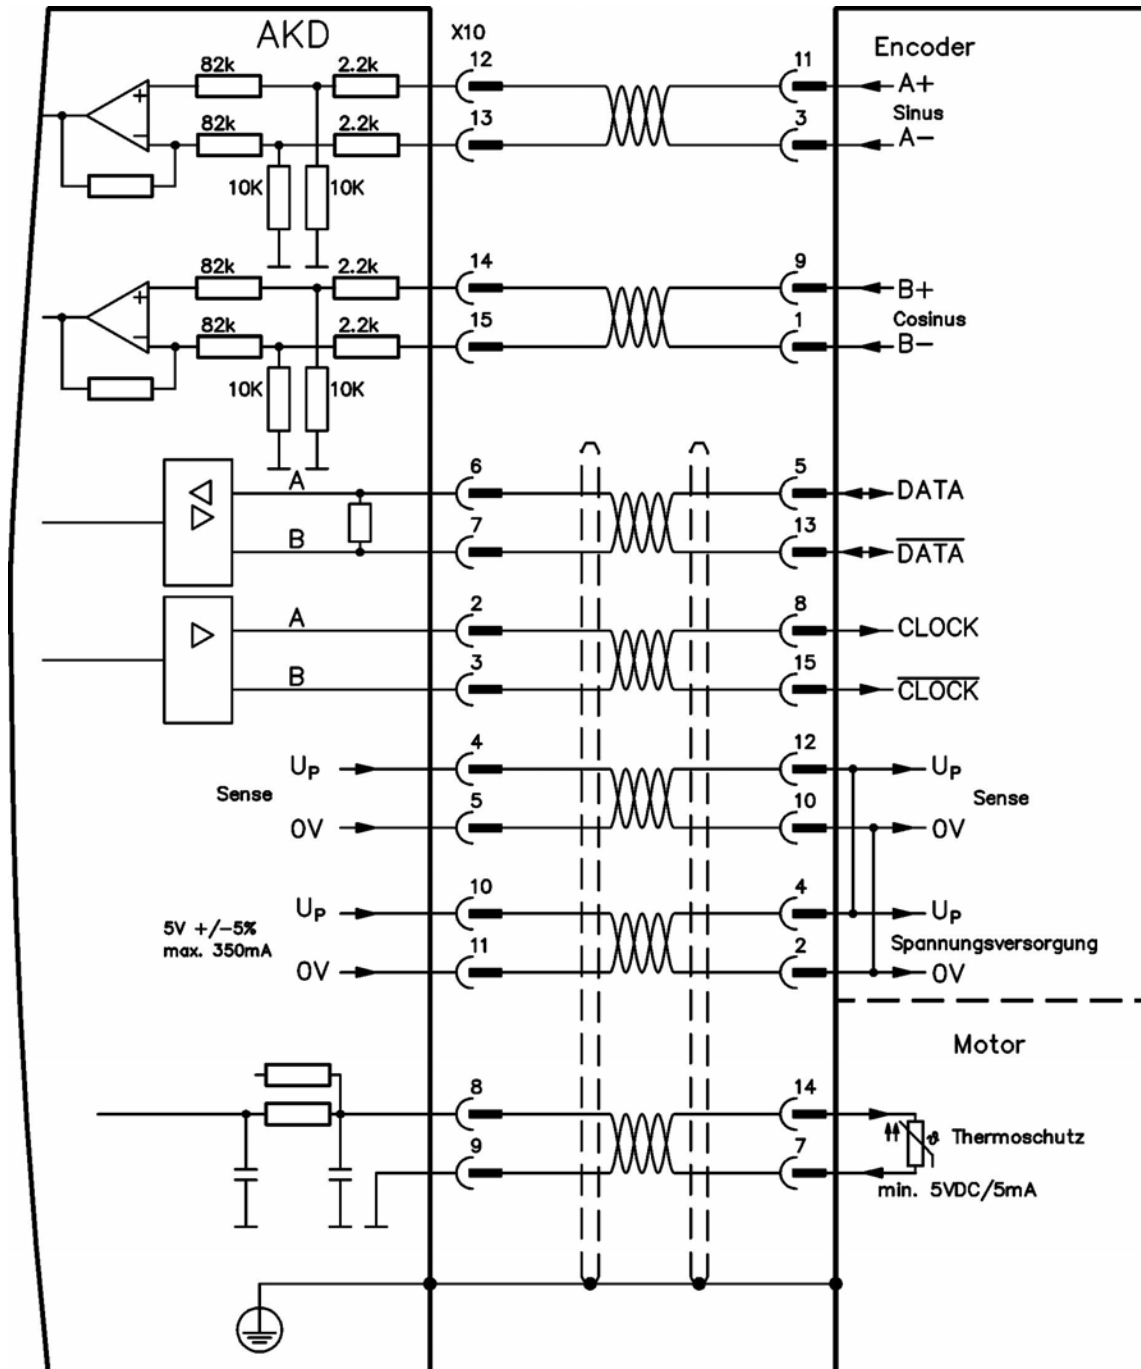 AKD
X10
Encoder
82k 2.2k 12 11 A+
Sinus
82k 2.2k 13 3 A−
10K 10K
82k 2.2k 14 9 B+
Cosinus
82k 2.2k 15 1 B−
10K 10K
A 6 5 DATA
B 7 13 D̅A̅T̅A̅
A 2 8 CLOCK
B 3 15 C̅L̅O̅C̅K̅
UP 4 12 UP
Sense Sense
0V 5 10 0V
UP 10 4 UP
5V +/−5%
max. 350mA
Spannungsversorgung
0V 11 2 0V
Motor
8 14
ϑ Thermoschutz
9 7
min. 5VDC/5mA